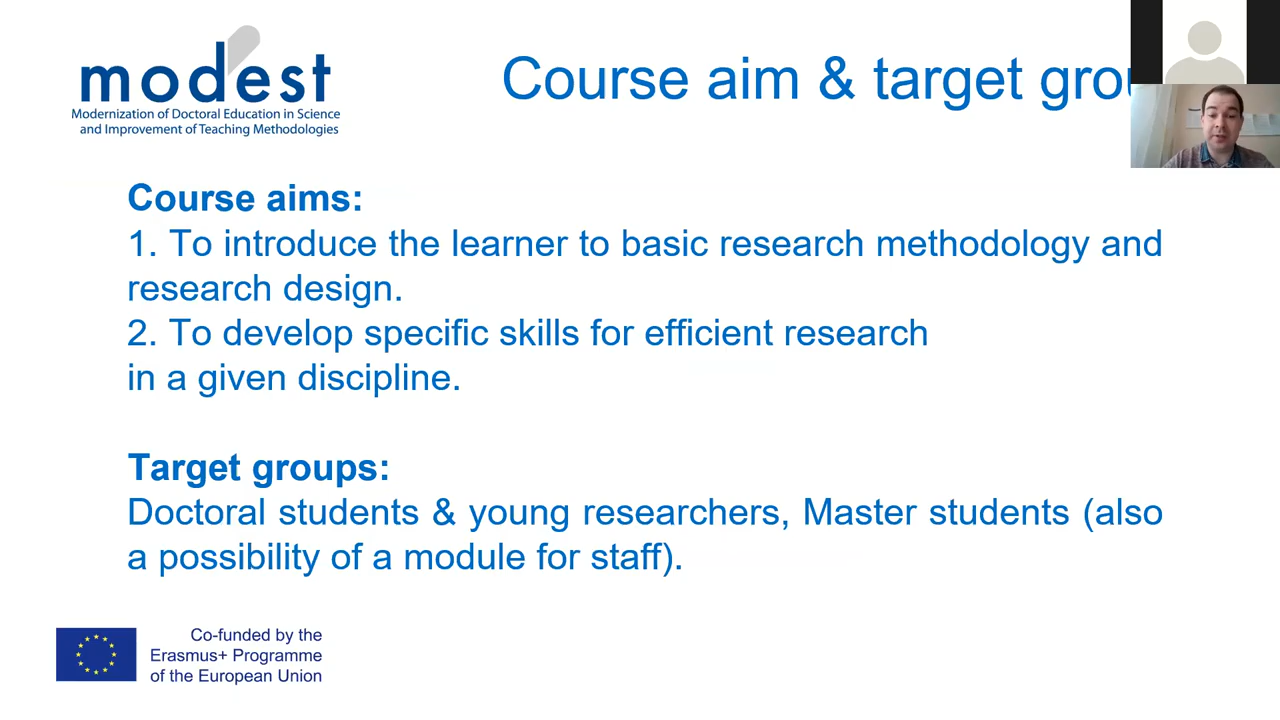 modest
Modernization of Doctoral Education in Science
and Improvement of Teaching Methodologies
Course aim & target grou
Course aims:
1. To introduce the learner to basic research methodology and
research design.
2. To develop specific skills for efficient research
in a given discipline.
Target groups:
Doctoral students & young researchers, Master students (also
a possibility of a module for staff).
Co-funded by the
Erasmus+ Programme
of the European Union